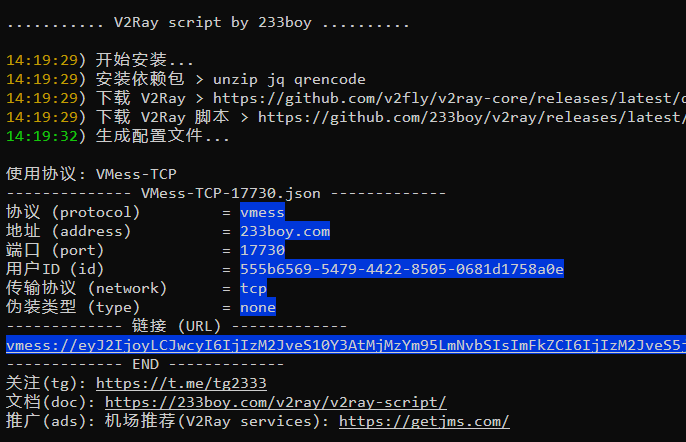 ........... V2Ray script by 233boy ..........
14:19:29) 开始安装...
14:19:29) 安装依赖包 > unzip jq qrencode
14:19:29) 下载 V2Ray > https://github.com/v2fly/v2ray-core/releases/latest/
14:19:29) 下载 V2Ray 脚本 > https://github.com/233boy/v2ray/releases/latest/
14:19:32) 生成配置文件...
使用协议: VMess-TCP
-------------- VMess-TCP-17730.json -------------
协议 (protocol) = vmess
地址 (address) = 233boy.com
端口 (port) = 17730
用户ID (id) = 555b6569-5479-4422-8505-0681d1758a0e
传输协议 (network) = tcp
伪装类型 (type) = none
------------- 链接 (URL) -------------
vmess://eyJ2IjoyLCJwcyI6IjIzM2JveS10Y3AtMjMzYm95LmNvbSIsImFkZCI6IjIzM2JveS5
------------- END -------------
关注(tg): https://t.me/tg2333
文档(doc): https://233boy.com/v2ray/v2ray-script/
推广(ads): 机场推荐(V2Ray services): https://getjms.com/